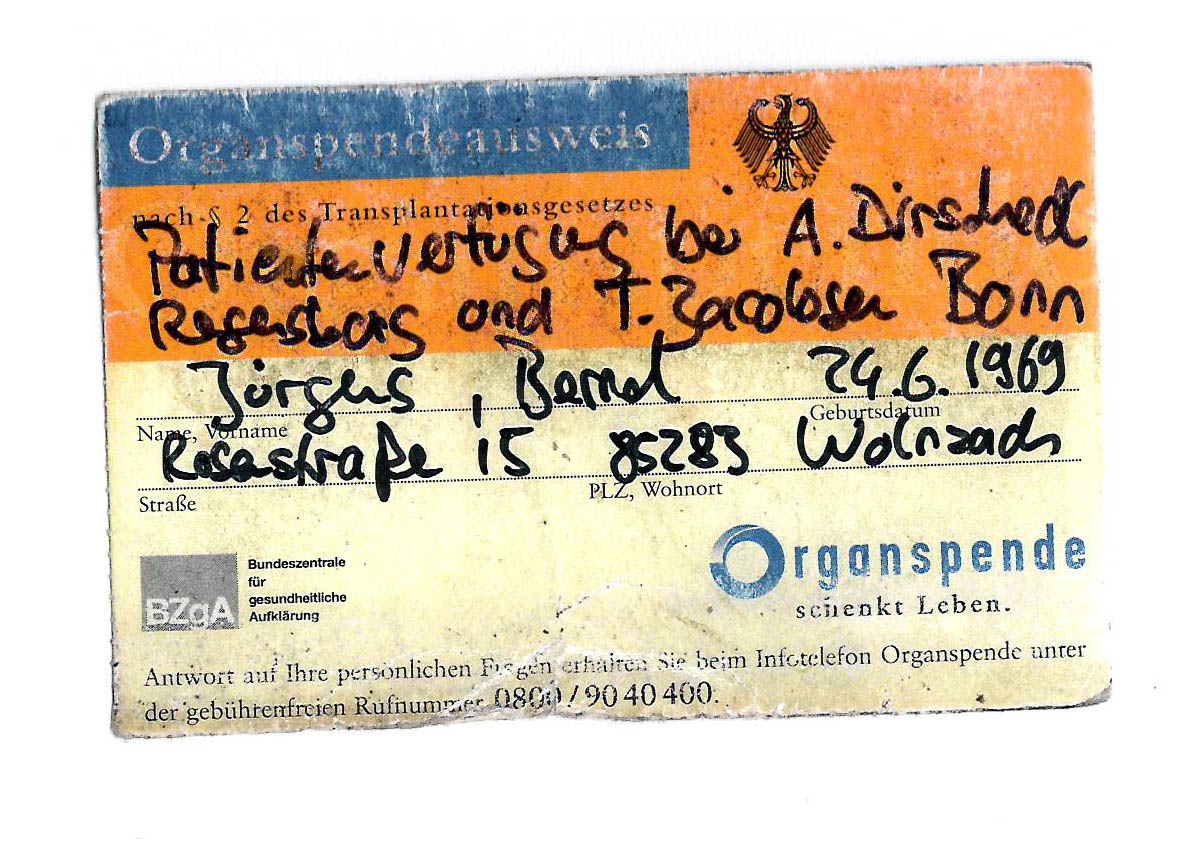 Organspendeausweis
nach § 2 des Transplantationsgesetzes
Patientenverfügung bei A. Dirscherl
Regensburg und T. Jacobsen Bonn
Jörgens, Bernd 24.6.1969
Name, Vorname Geburtsdatum
Rosenstraße 15 85283 Wolnzach
Straße PLZ, Wohnort
BZgA
Bundeszentrale
für
gesundheitliche
Aufklärung
Organspende
schenkt Leben.
Antwort auf Ihre persönlichen Fragen erhalten Sie beim Infotelefon Organspende unter
der gebührenfreien Rufnummer 0800 / 90 40 400.